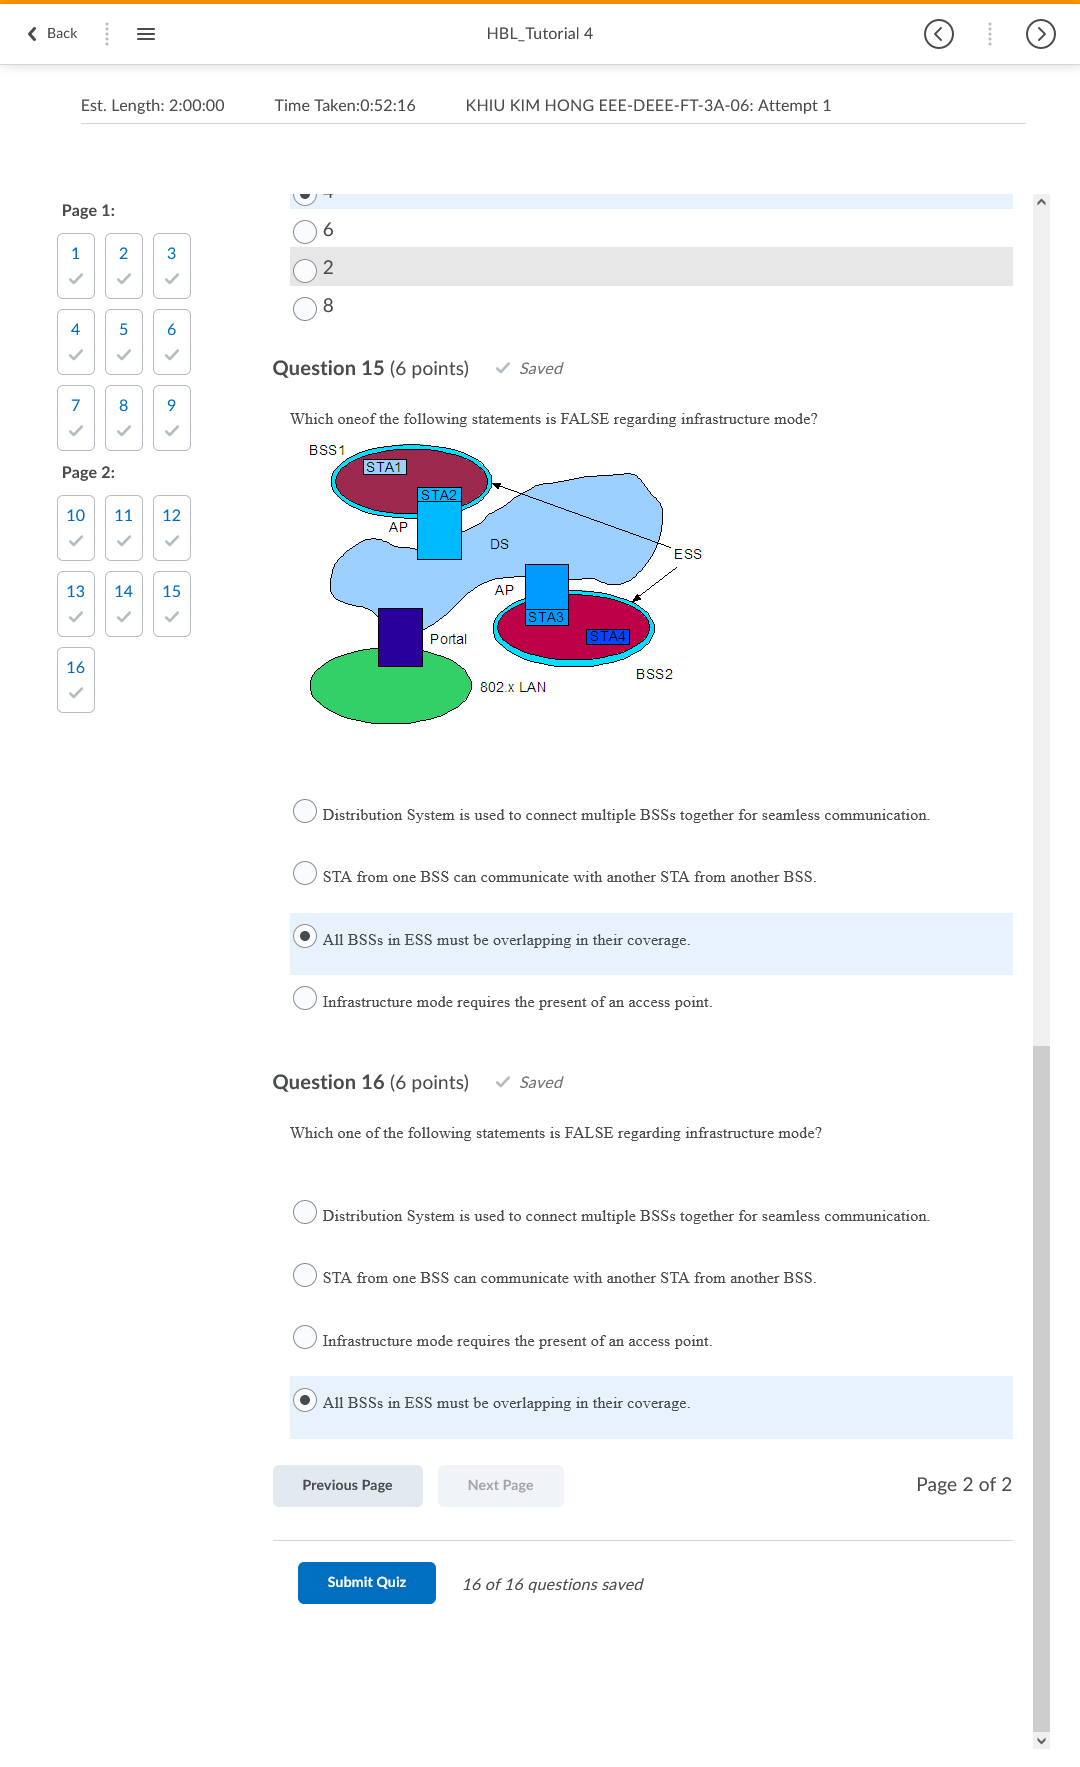 Back
HBL_Tutorial 4
Est. Length: 2:00:00 Time Taken:0:52:16 KHIU KIM HONG EEE-DEEE-FT-3A-06: Attempt 1
Page 1:
1 2 3
4 5 6
7 8 9
Page 2:
10 11 12
13 14 15
16
6
2
8
Question 15 (6 points) Saved
Which oneof the following statements is FALSE regarding infrastructure mode?
BSS1
STA1
STA2
AP
DS
ESS
AP
STA3
STA4
Portal
BSS2
802.x LAN
Distribution System is used to connect multiple BSSs together for seamless communication.
STA from one BSS can communicate with another STA from another BSS.
All BSSs in ESS must be overlapping in their coverage.
Infrastructure mode requires the present of an access point.
Question 16 (6 points) Saved
Which one of the following statements is FALSE regarding infrastructure mode?
Distribution System is used to connect multiple BSSs together for seamless communication.
STA from one BSS can communicate with another STA from another BSS.
Infrastructure mode requires the present of an access point.
All BSSs in ESS must be overlapping in their coverage.
Previous Page Next Page Page 2 of 2
Submit Quiz 16 of 16 questions saved